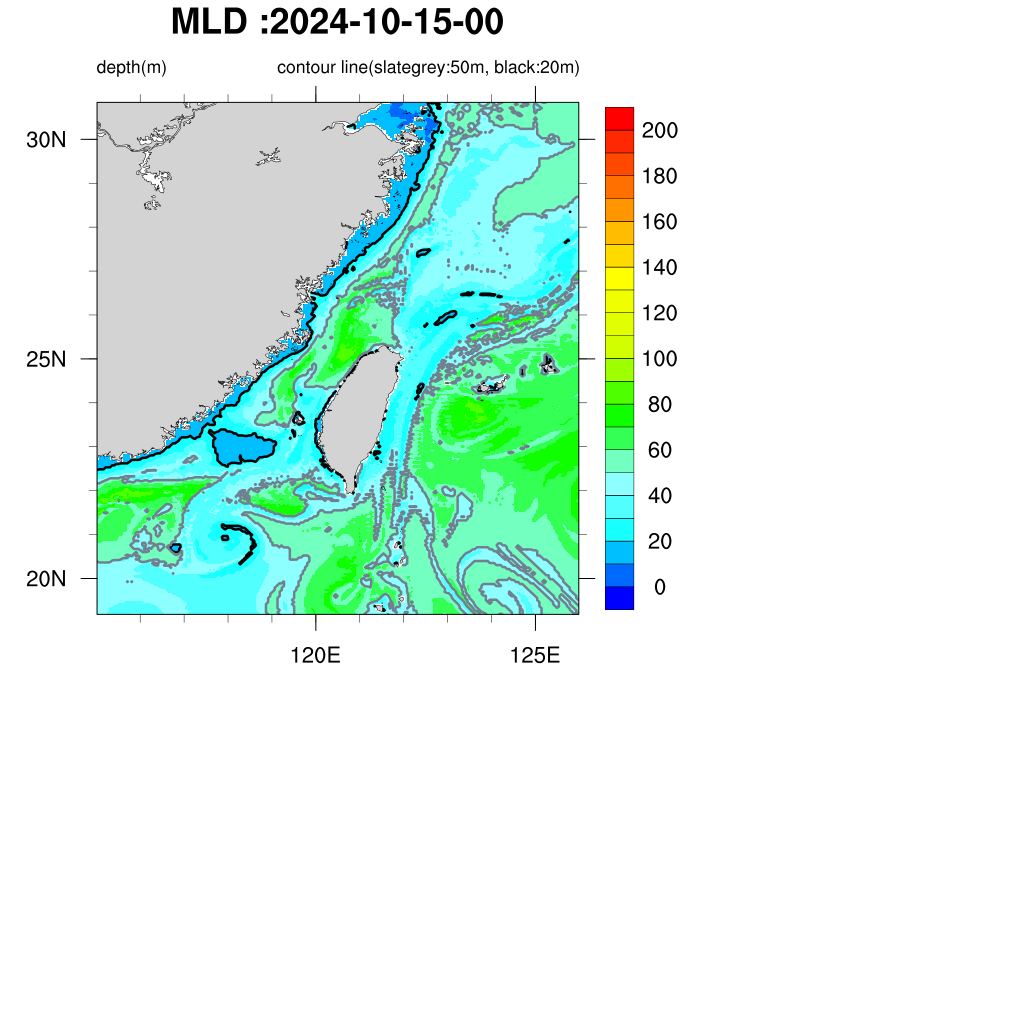 MLD :2024-10-15-00
depth(m)
contour line(slategrey:50m, black:20m)
30N
25N
20N
120E
125E
200
180
160
140
120
100
80
60
40
20
0